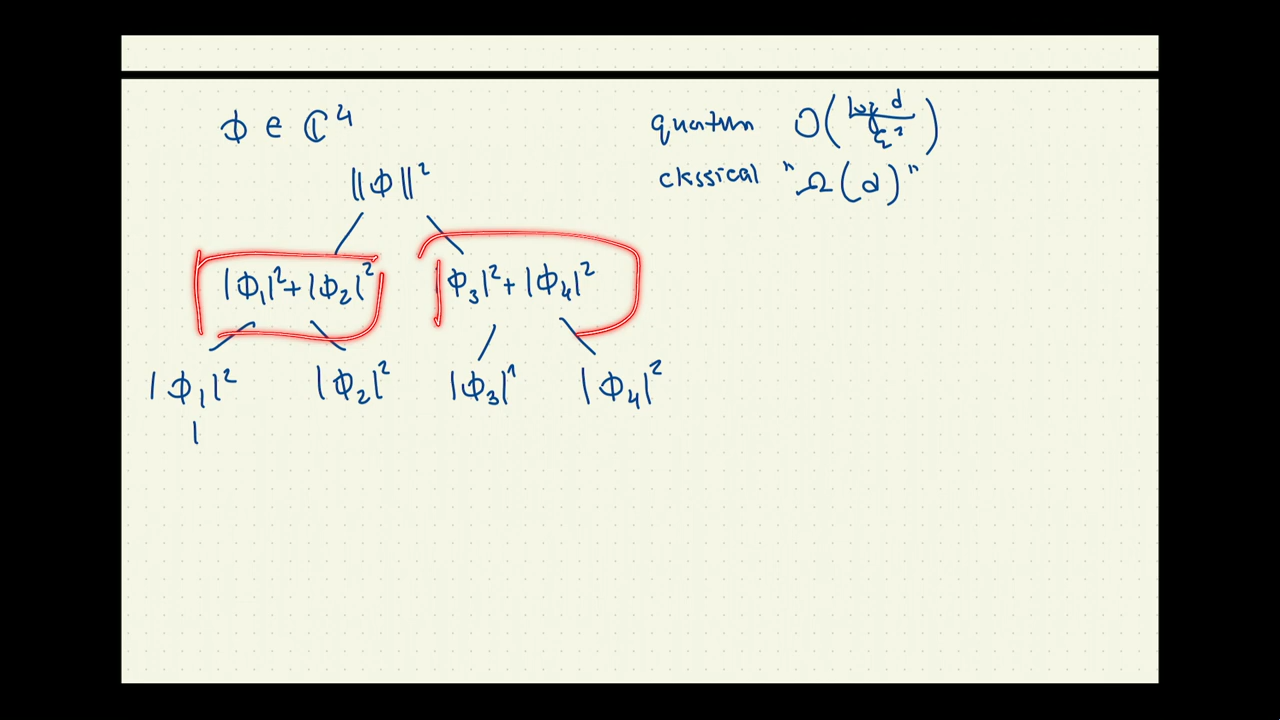 ϕ ∈ ℂ⁴
quantum O(log d / ε²)
classical "Ω(d)"
||ϕ||²
|ϕ₁|²+|ϕ₂|² |ϕ₃|²+|ϕ₄|²
|ϕ₁|² |ϕ₂|² |ϕ₃|² |ϕ₄|²